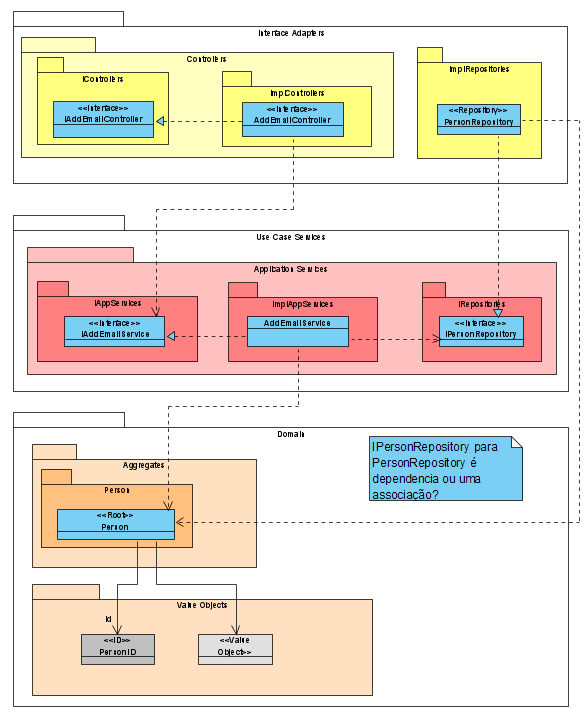 Interface Adapters
Controllers
IControllers
<<Interface>>
IAddEmailController
ImpControllers
<<Interface>>
AddEmailController
ImplRepositories
<<Repository>>
PersonRepository
Use Case Services
Application Services
IAppServices
<<Interface>>
IAddEmailService
ImplAppServices
AddEmailService
IRepositories
<<Interface>>
IPersonRepository
Domain
Aggregates
Person
<<Root>>
Person
IPersonRepository para
PersonRepository é
dependencia ou uma
associação?
Value Objects
Id
<<ID>>
PersonID
<<Value
Object>>